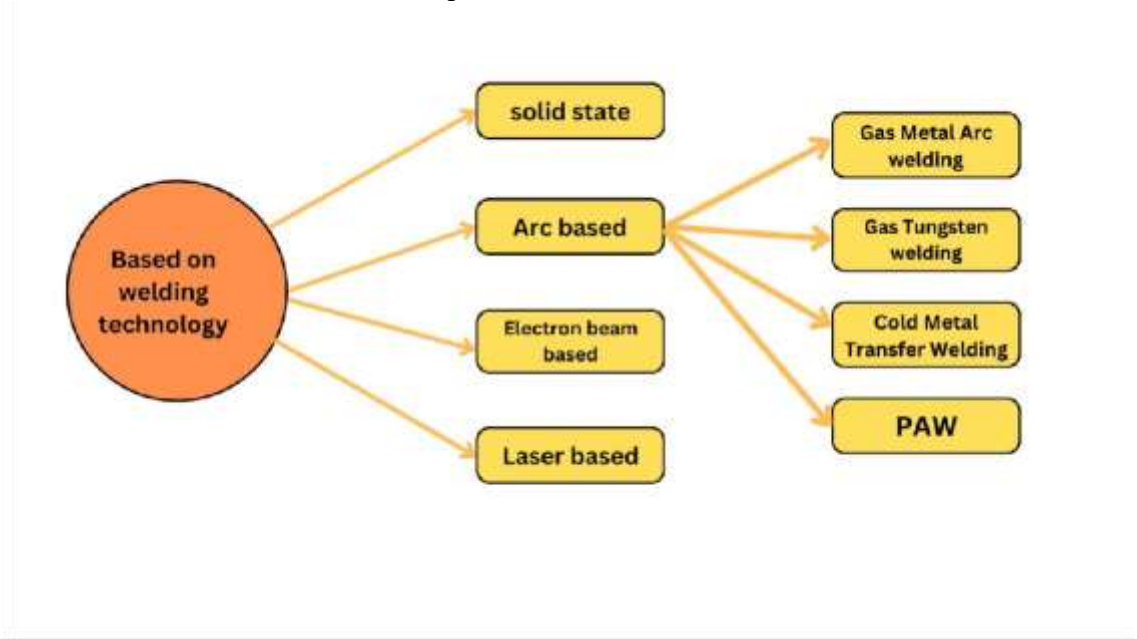 Based on
welding
technology
solid state
Arc based
Electron beam
based
Laser based
Gas Metal Arc
welding
Gas Tungsten
welding
Cold Metal
Transfer Welding
PAW